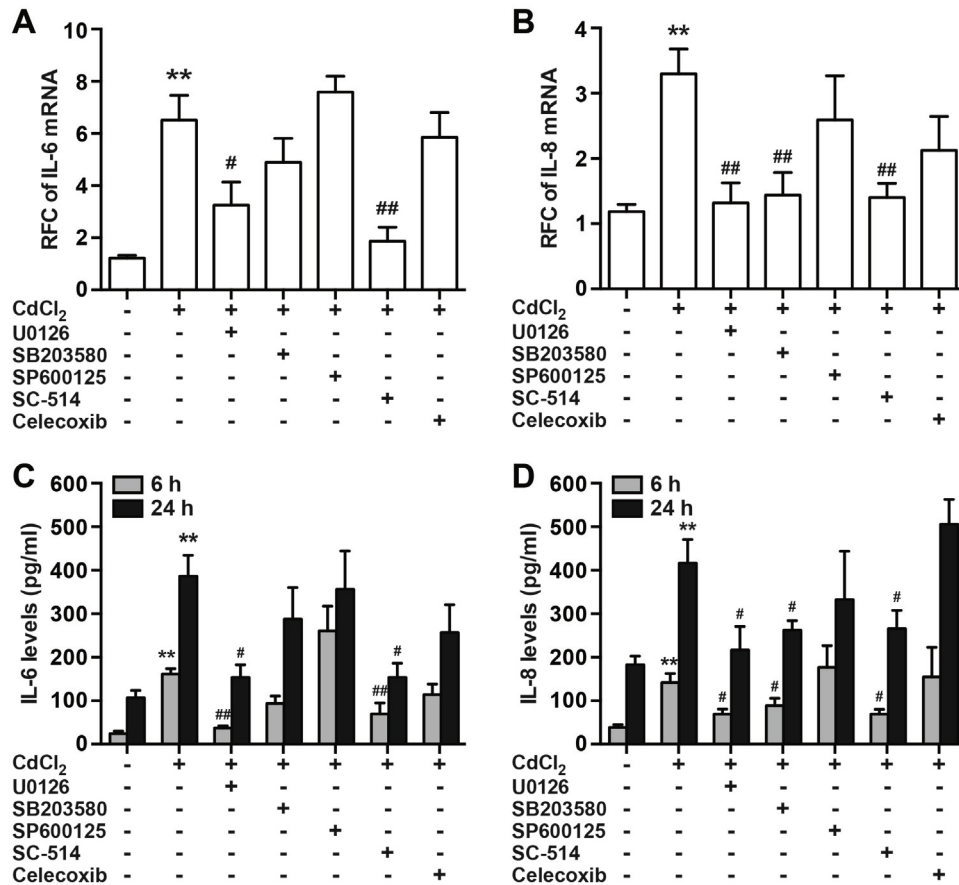 A
10
8
6
4
2
0
RFC of IL-6 mRNA
**
#
##
CdCl2 - + + + + + +
U0126 - - + - - - -
SB203580 - - - + - - -
SP600125 - - - - + - -
SC-514 - - - - - + -
Celecoxib - - - - - - +
B
4
3
2
1
0
RFC of IL-8 mRNA
**
##
##
##
CdCl2 - + + + + + +
U0126 - - + - - - -
SB203580 - - - + - - -
SP600125 - - - - + - -
SC-514 - - - - - + -
Celecoxib - - - - - - +
C
600
500
400
300
200
100
0
IL-6 levels (pg/ml)
6 h
24 h
**
**
##
#
##
#
CdCl2 - + + + + + +
U0126 - - + - - - -
SB203580 - - - + - - -
SP600125 - - - - + - -
SC-514 - - - - - + -
Celecoxib - - - - - - +
D
600
500
400
300
200
100
0
IL-8 levels (pg/ml)
6 h
24 h
**
**
#
#
#
#
#
#
CdCl2 - + + + + + +
U0126 - - + - - - -
SB203580 - - - + - - -
SP600125 - - - - + - -
SC-514 - - - - - + -
Celecoxib - - - - - - +